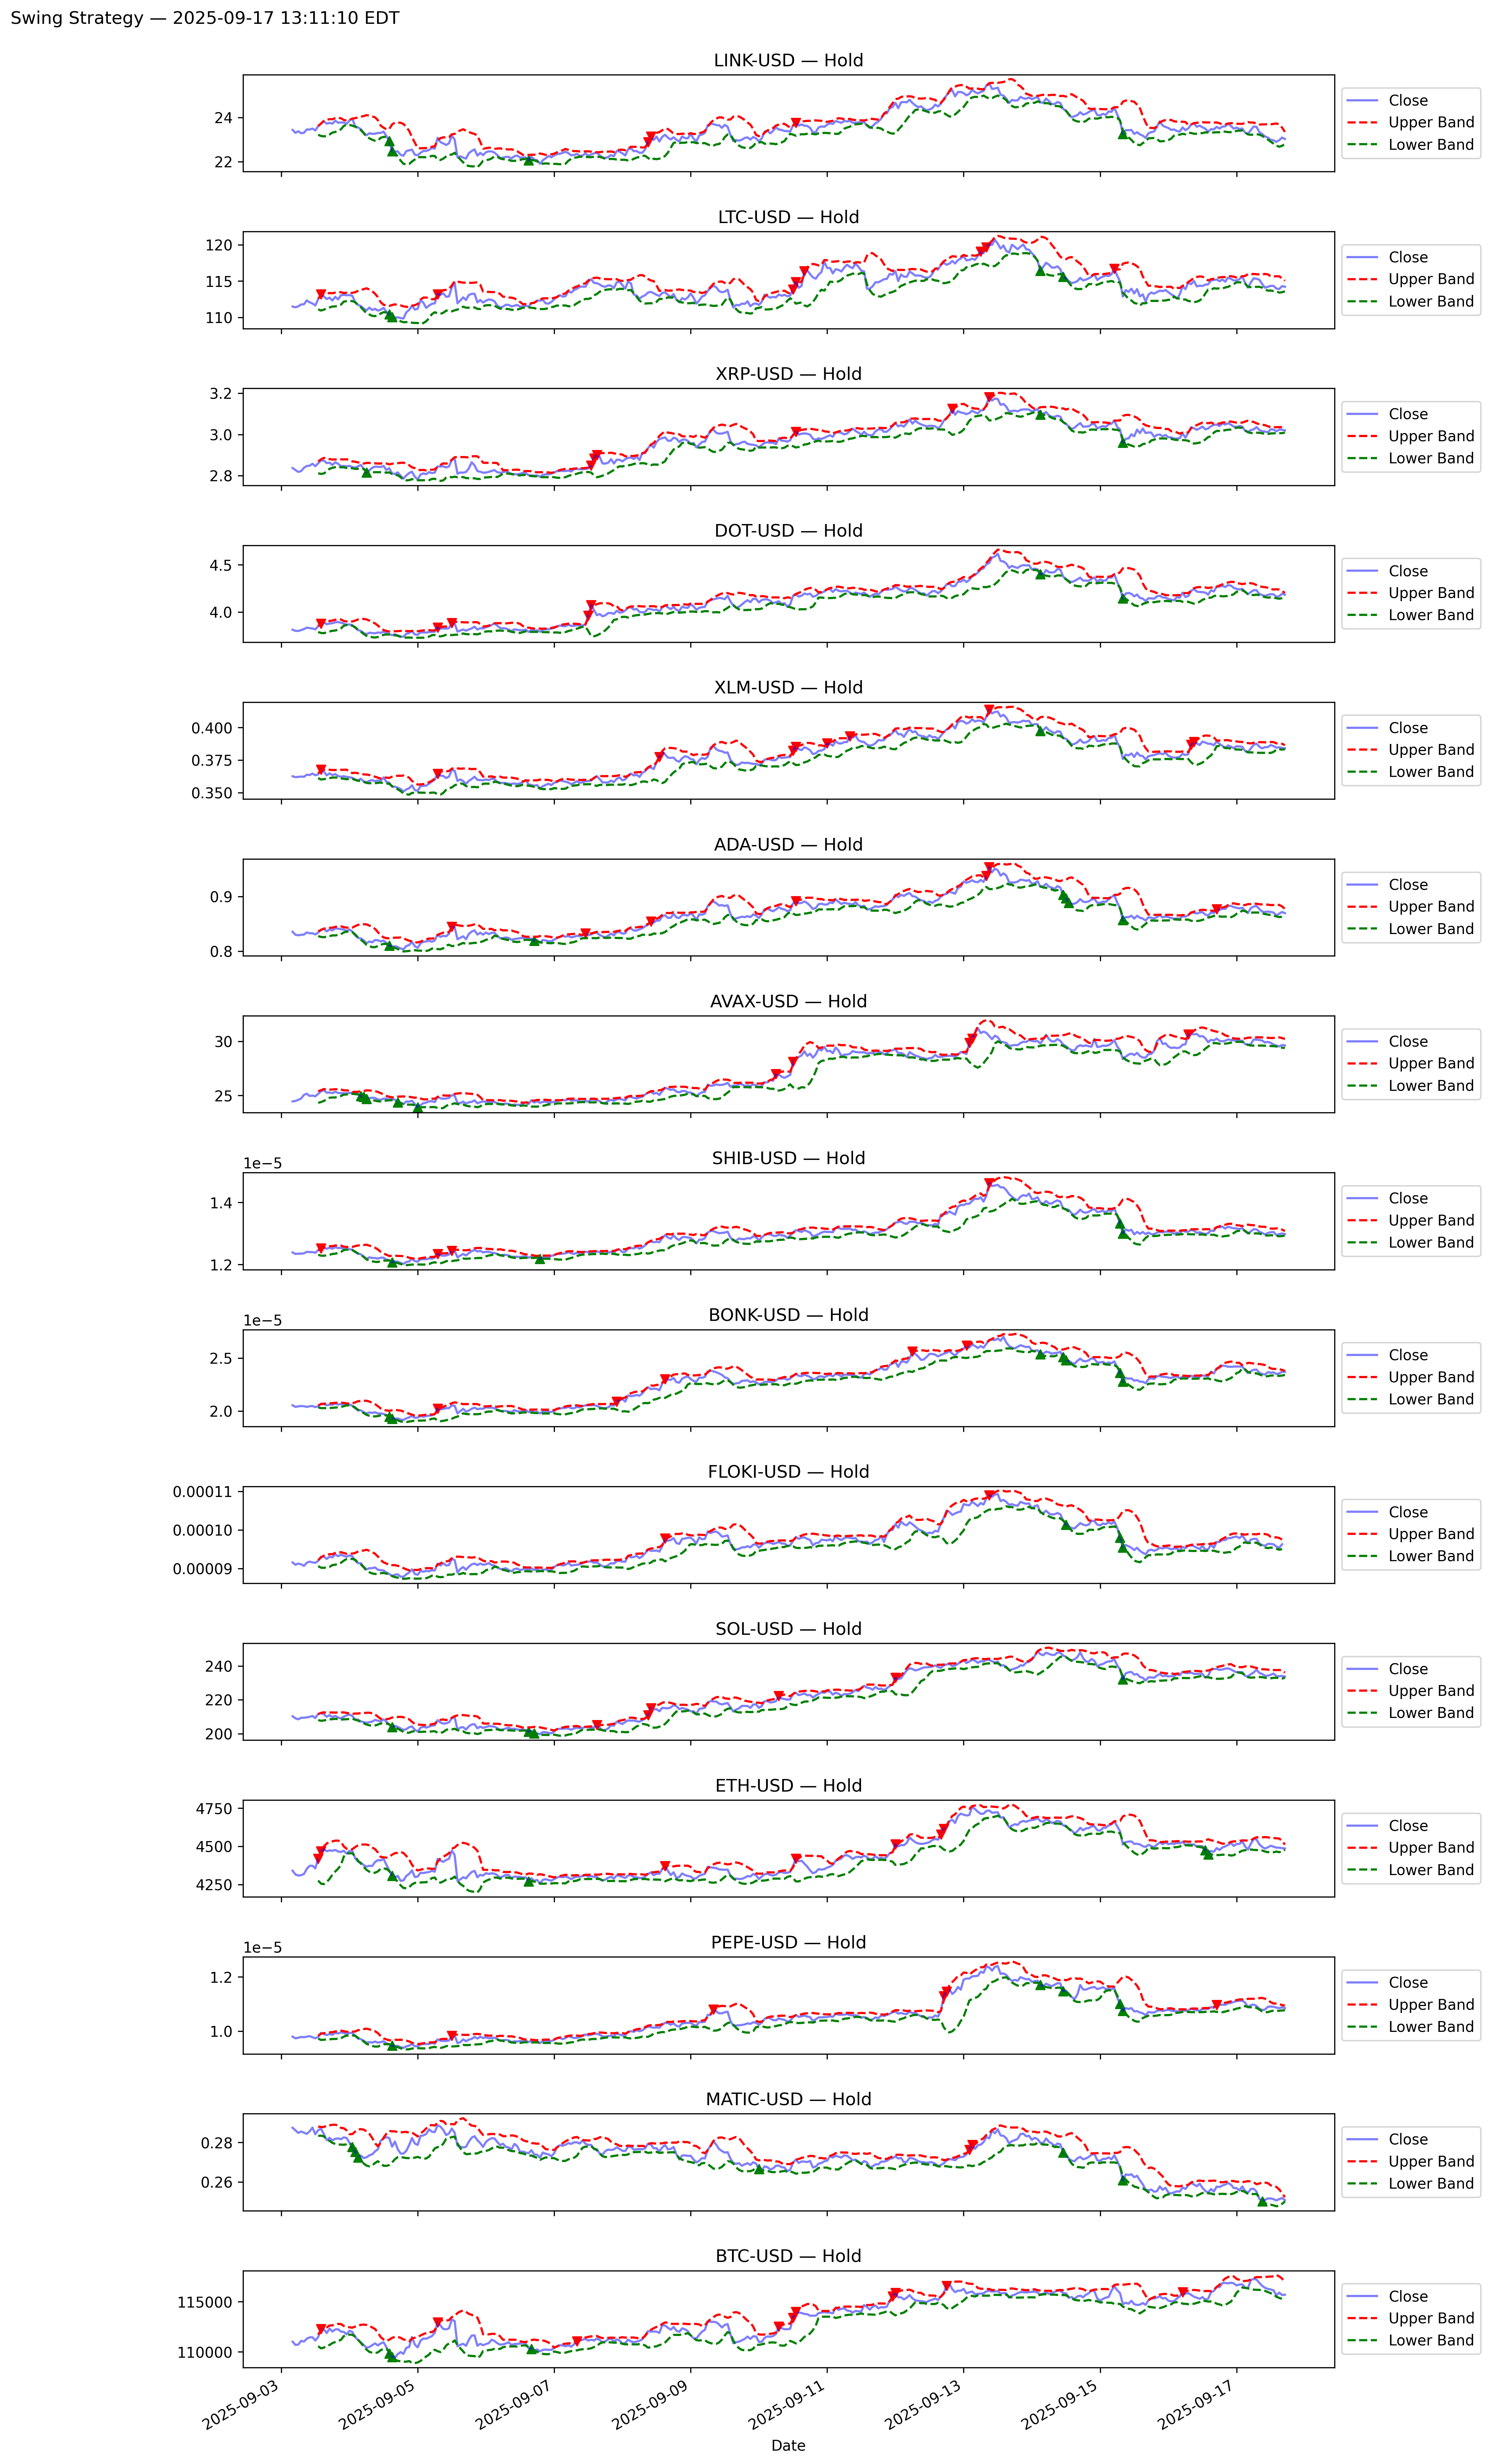 Swing Strategy — 2025-09-17 13:11:10 EDT
LINK-USD — Hold
24
22
Close
Upper Band
Lower Band
LTC-USD — Hold
120
115
110
Close
Upper Band
Lower Band
XRP-USD — Hold
3.2
3.0
2.8
Close
Upper Band
Lower Band
DOT-USD — Hold
4.5
4.0
Close
Upper Band
Lower Band
XLM-USD — Hold
0.400
0.375
0.350
Close
Upper Band
Lower Band
ADA-USD — Hold
0.9
0.8
Close
Upper Band
Lower Band
AVAX-USD — Hold
30
25
Close
Upper Band
Lower Band
SHIB-USD — Hold
1e−5
1.4
1.2
Close
Upper Band
Lower Band
BONK-USD — Hold
1e−5
2.5
2.0
Close
Upper Band
Lower Band
FLOKI-USD — Hold
0.00011
0.00010
0.00009
Close
Upper Band
Lower Band
SOL-USD — Hold
240
220
200
Close
Upper Band
Lower Band
ETH-USD — Hold
4750
4500
4250
Close
Upper Band
Lower Band
PEPE-USD — Hold
1e−5
1.2
1.0
Close
Upper Band
Lower Band
MATIC-USD — Hold
0.28
0.26
Close
Upper Band
Lower Band
BTC-USD — Hold
115000
110000
Close
Upper Band
Lower Band
2025-09-03
2025-09-05
2025-09-07
2025-09-09
2025-09-11
2025-09-13
2025-09-15
2025-09-17
Date